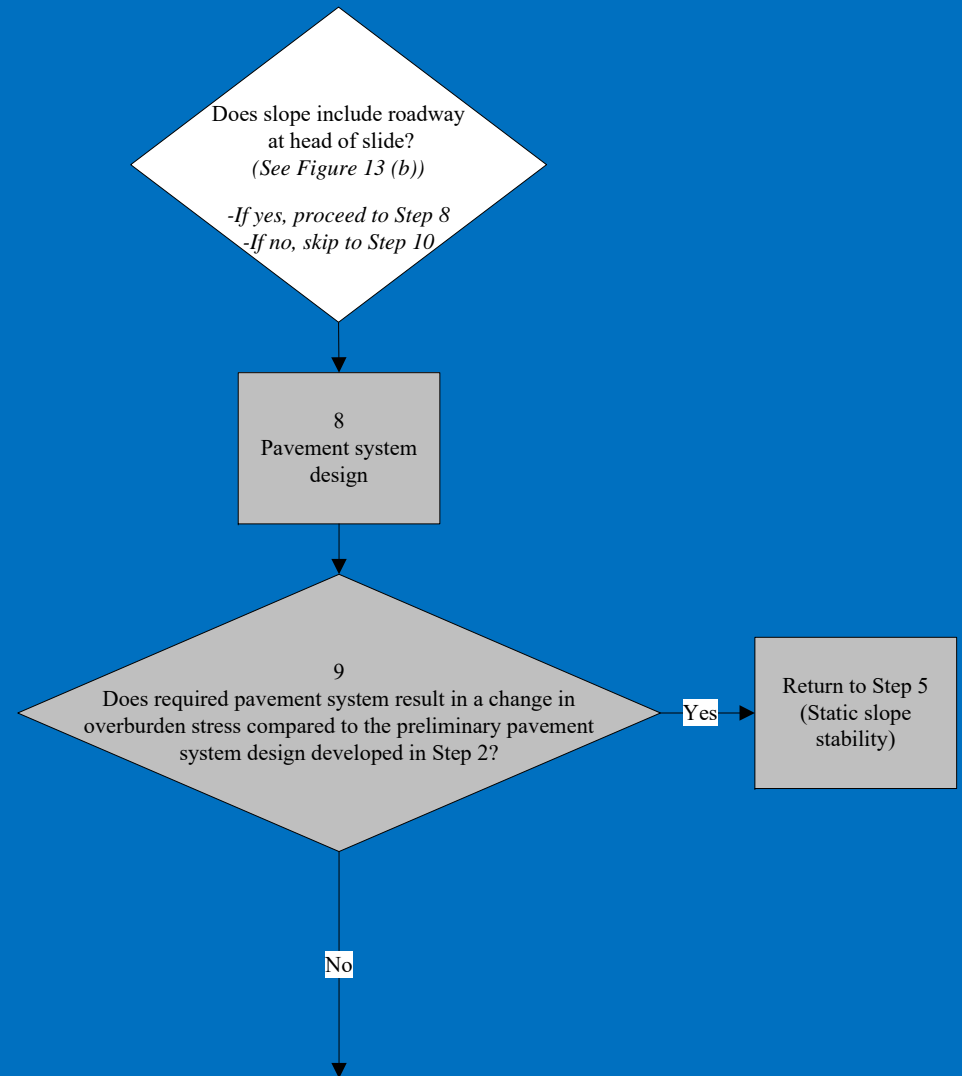 Does slope include roadway
at head of slide?
(See Figure 13 (b))
-If yes, proceed to Step 8
-If no, skip to Step 10
8
Pavement system
design
9
Does required pavement system result in a change in
overburden stress compared to the preliminary pavement
system design developed in Step 2?
Yes
Return to Step 5
(Static slope
stability)
No